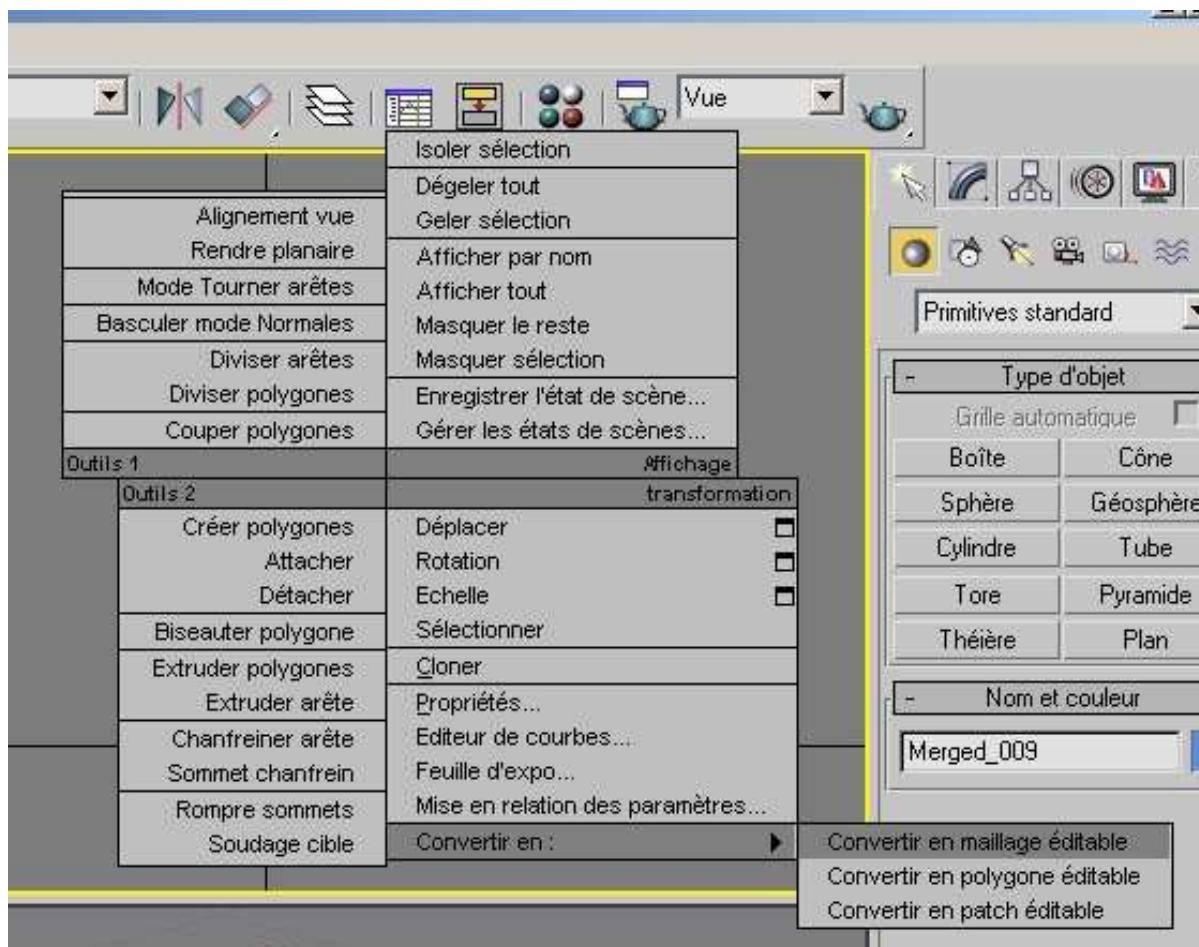 Vue
Isoler sélection
Dégeler tout
Geler sélection
Afficher par nom
Afficher tout
Masquer le reste
Masquer sélection
Enregistrer l'état de scène...
Gérer les états de scènes...
Affichage
Alignement vue
Rendre planaire
Mode Tourner arêtes
Basculer mode Normales
Diviser arêtes
Diviser polygones
Couper polygones
Outils 1
Outils 2
Créer polygones
Attacher
Détacher
Biseauter polygone
Extruder polygones
Extruder arête
Chanfreiner arête
Sommet chanfrein
Rompre sommets
Soudage cible
transformation
Déplacer
Rotation
Echelle
Sélectionner
Cloner
Propriétés...
Editeur de courbes...
Feuille d'expo...
Mise en relation des paramètres...
Convertir en :
Convertir en maillage éditable
Convertir en polygone éditable
Convertir en patch éditable
Primitives standard
- Type d'objet
Grille automatique
Boîte Cône
Sphère Géosphère
Cylindre Tube
Tore Pyramide
Théière Plan
- Nom et couleur
Merged_009